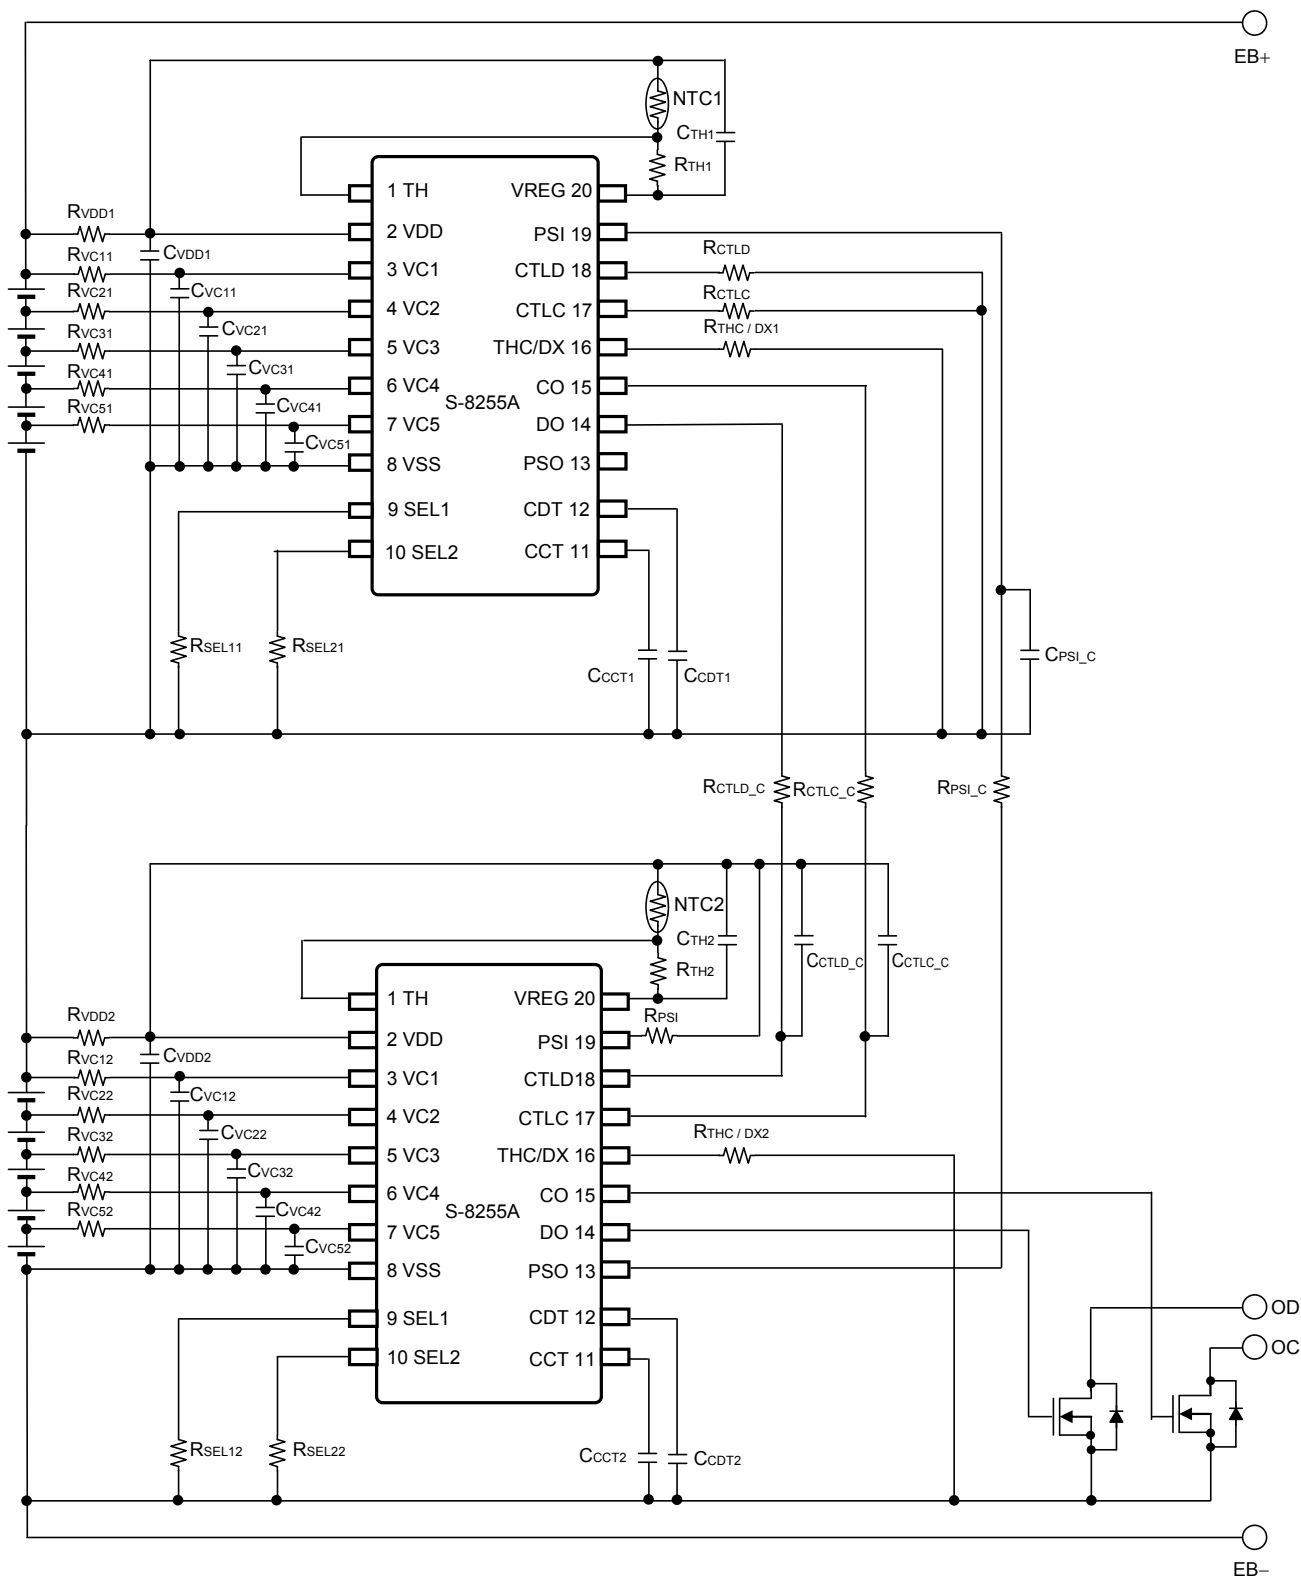 EB+
NTC1
CTH1
RTH1
1 TH
VREG 20
RVDD1
2 VDD
PSI 19
CVDD1
RVC11
3 VC1
CTLD 18
RCTLD
CVC11
RVC21
4 VC2
CTLC 17
RCTLC
CVC21
RVC31
5 VC3
THC/DX 16
RTHC / DX1
CVC31
RVC41
6 VC4
S-8255A
CO 15
CVC41
RVC51
7 VC5
DO 14
CVC51
8 VSS
PSO 13
9 SEL1
CDT 12
10 SEL2
CCT 11
RSEL11
RSEL21
CCCT1
CCDT1
CPSI_C
RCTLD_C
RCTLC_C
RPSI_C
NTC2
CTH2
RTH2
CCTLD_C
CCTLC_C
1 TH
VREG 20
RVDD2
2 VDD
PSI 19
RPSI
CVDD2
RVC12
3 VC1
CTLD18
CVC12
RVC22
4 VC2
CTLC 17
CVC22
RVC32
5 VC3
THC/DX 16
RTHC / DX2
CVC32
RVC42
6 VC4
S-8255A
CO 15
CVC42
RVC52
7 VC5
DO 14
CVC52
8 VSS
PSO 13
9 SEL1
CDT 12
OD
10 SEL2
CCT 11
OC
RSEL12
RSEL22
CCCT2
CCDT2
EB−